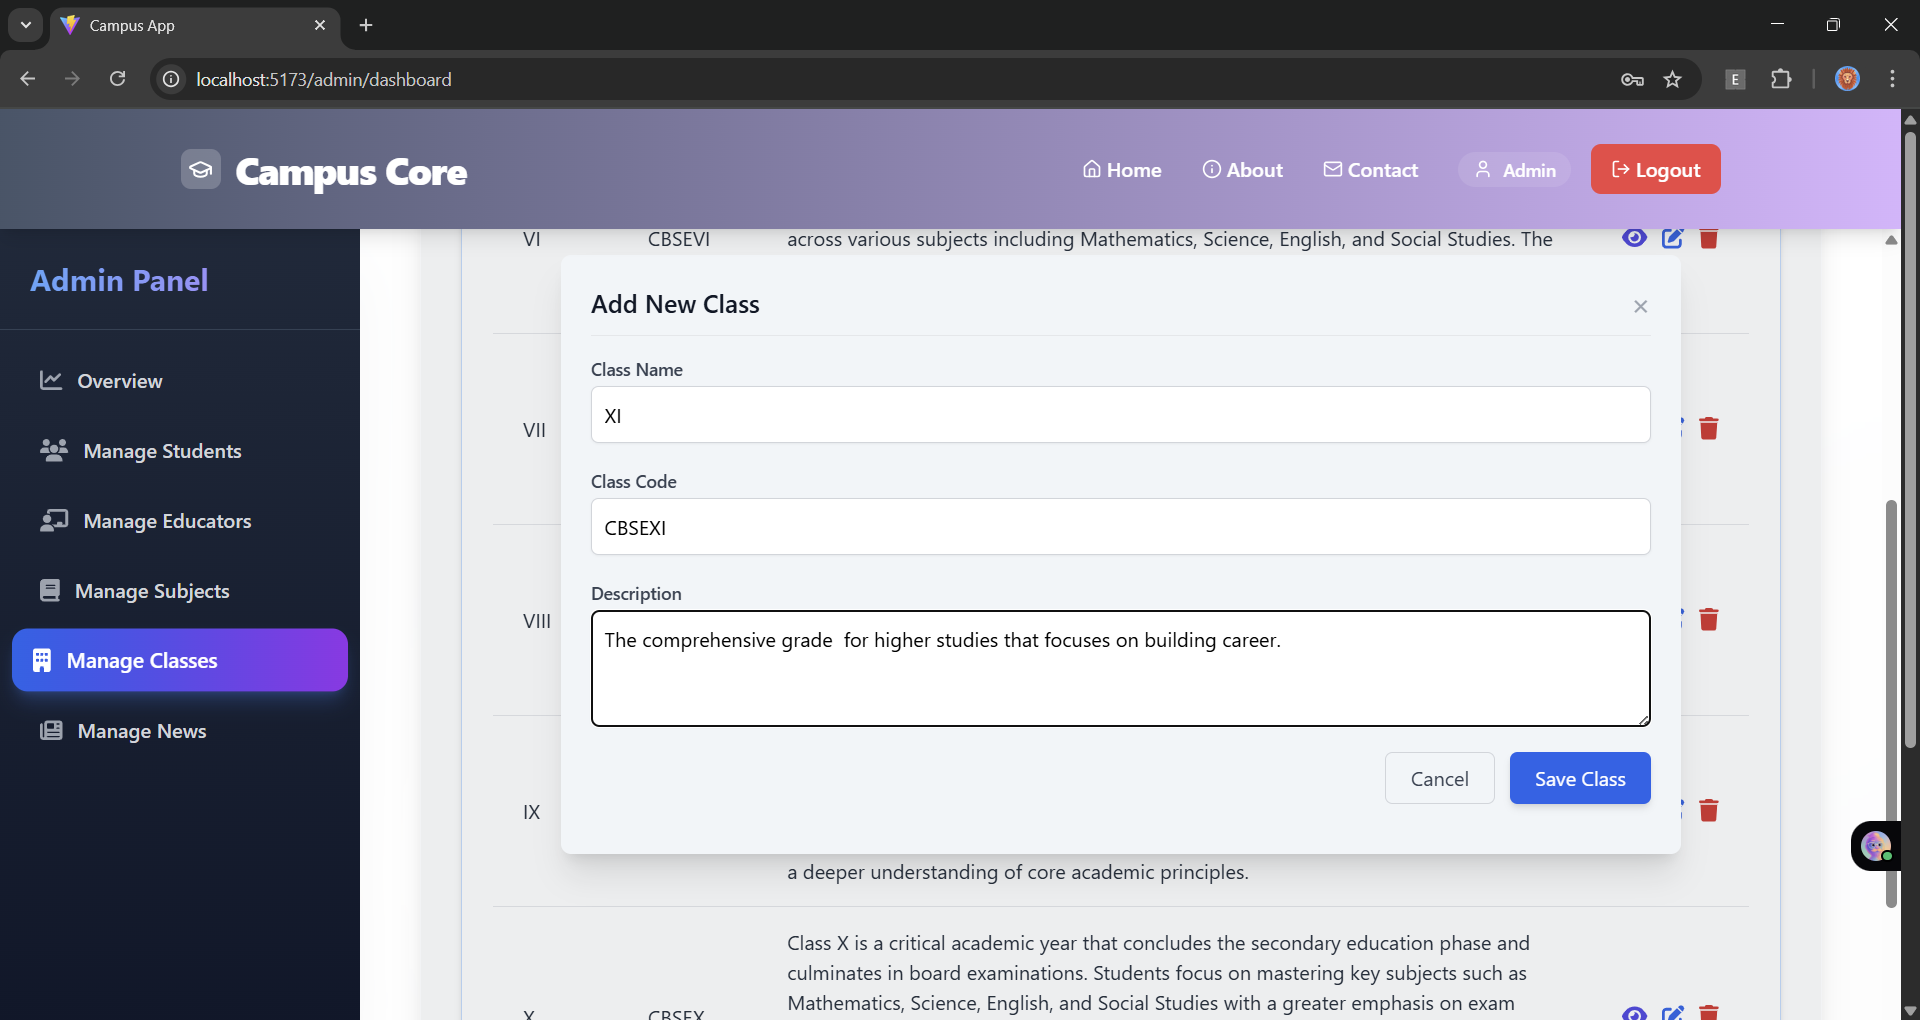 Campus App
localhost:5173/admin/dashboard
E
Campus Core
Home
About
Contact
Admin
Logout
Admin Panel
Overview
Manage Students
Manage Educators
Manage Subjects
Manage Classes
Manage News
VI CBSEVI across various subjects including Mathematics, Science, English, and Social Studies. The
VII
VIII
IX
Add New Class
Class Name
XI
Class Code
CBSEXI
Description
The comprehensive grade  for higher studies that focuses on building career.
Cancel
Save Class
a deeper understanding of core academic principles.
Class X is a critical academic year that concludes the secondary education phase and
culminates in board examinations. Students focus on mastering key subjects such as
Mathematics, Science, English, and Social Studies with a greater emphasis on exam
X CBSEX